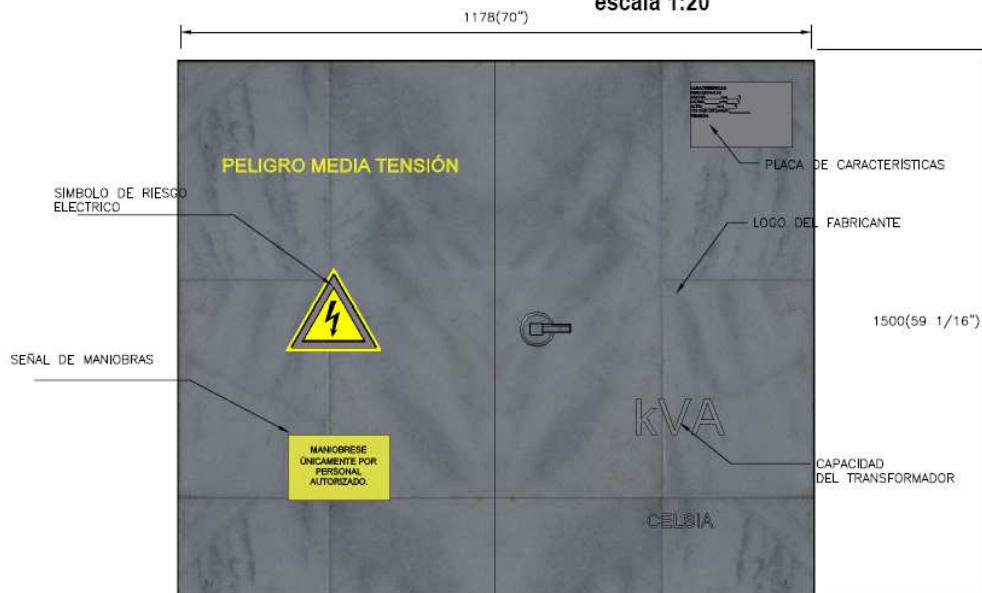 escala 1:20
1178(70")
PELIGRO MEDIA TENSIÓN
PLACA DE CARACTERÍSTICAS
SIMBOLO DE RIESGO
ELECTRICO
LOGO DEL FABRICANTE
1500(59 1/16")
SEÑAL DE MANIOBRAS
kVA
MANIOBRESE
ÚNICAMENTE POR
PERSONAL
AUTORIZADO.
CAPACIDAD
DEL TRANSFORMADOR
CELSIA